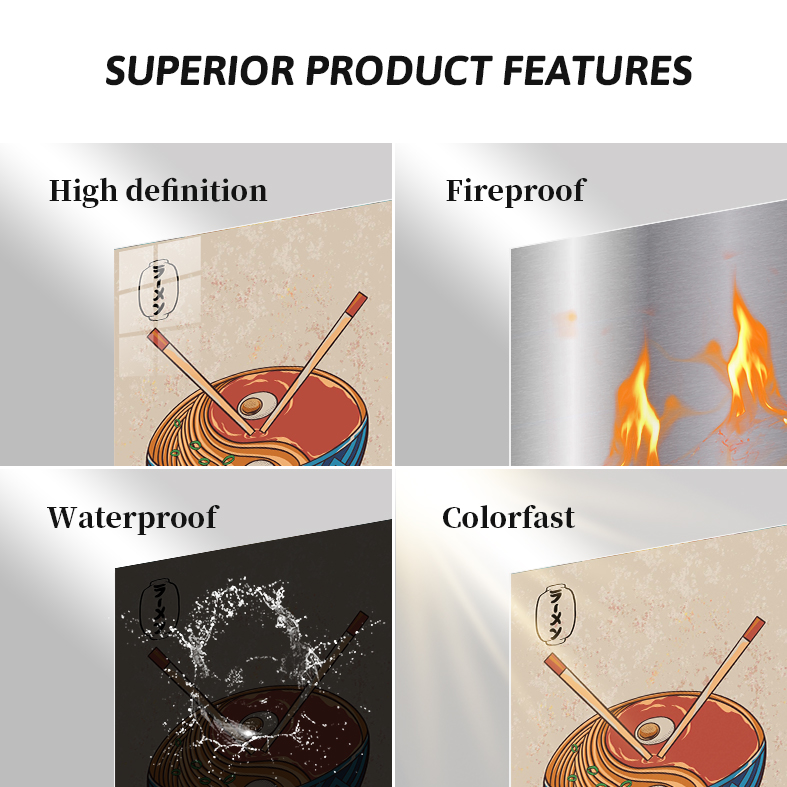 SUPERIOR PRODUCT FEATURES
High definition
Fireproof
ラーメン
Waterproof
Colorfast
ラーメン
ラーメン